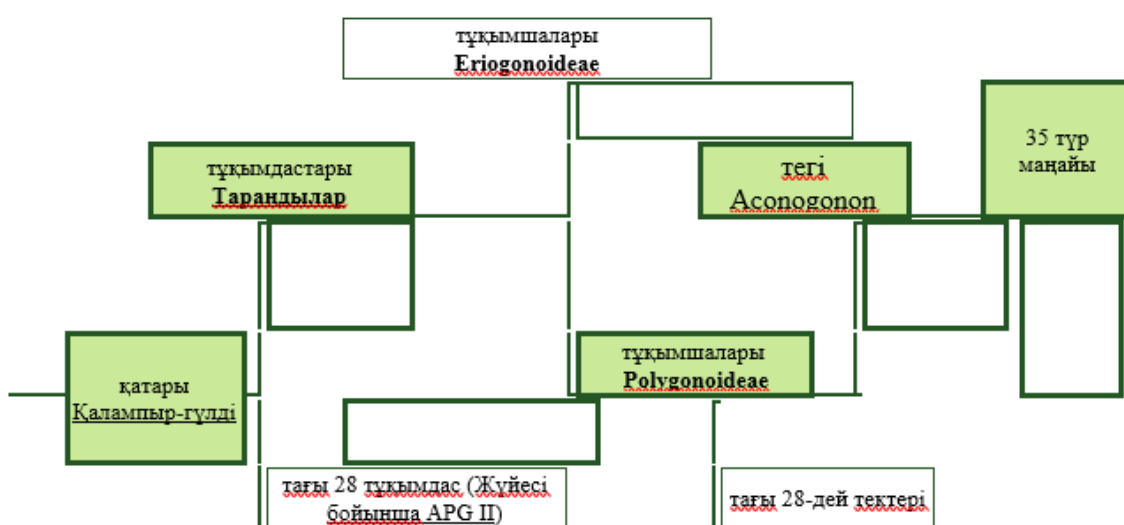 тұқымшалары
Eriogonoideae
35 түр
маңайы
тұқымдастары
Тарандылар
тегі
Aconogonon
тұқымшалары
Polygonoideae
қатары
Қалампыр-гүлді
тағы 28 тұқымдас (Жүйесі
бойынша APG II)
тағы 28-дей тектері